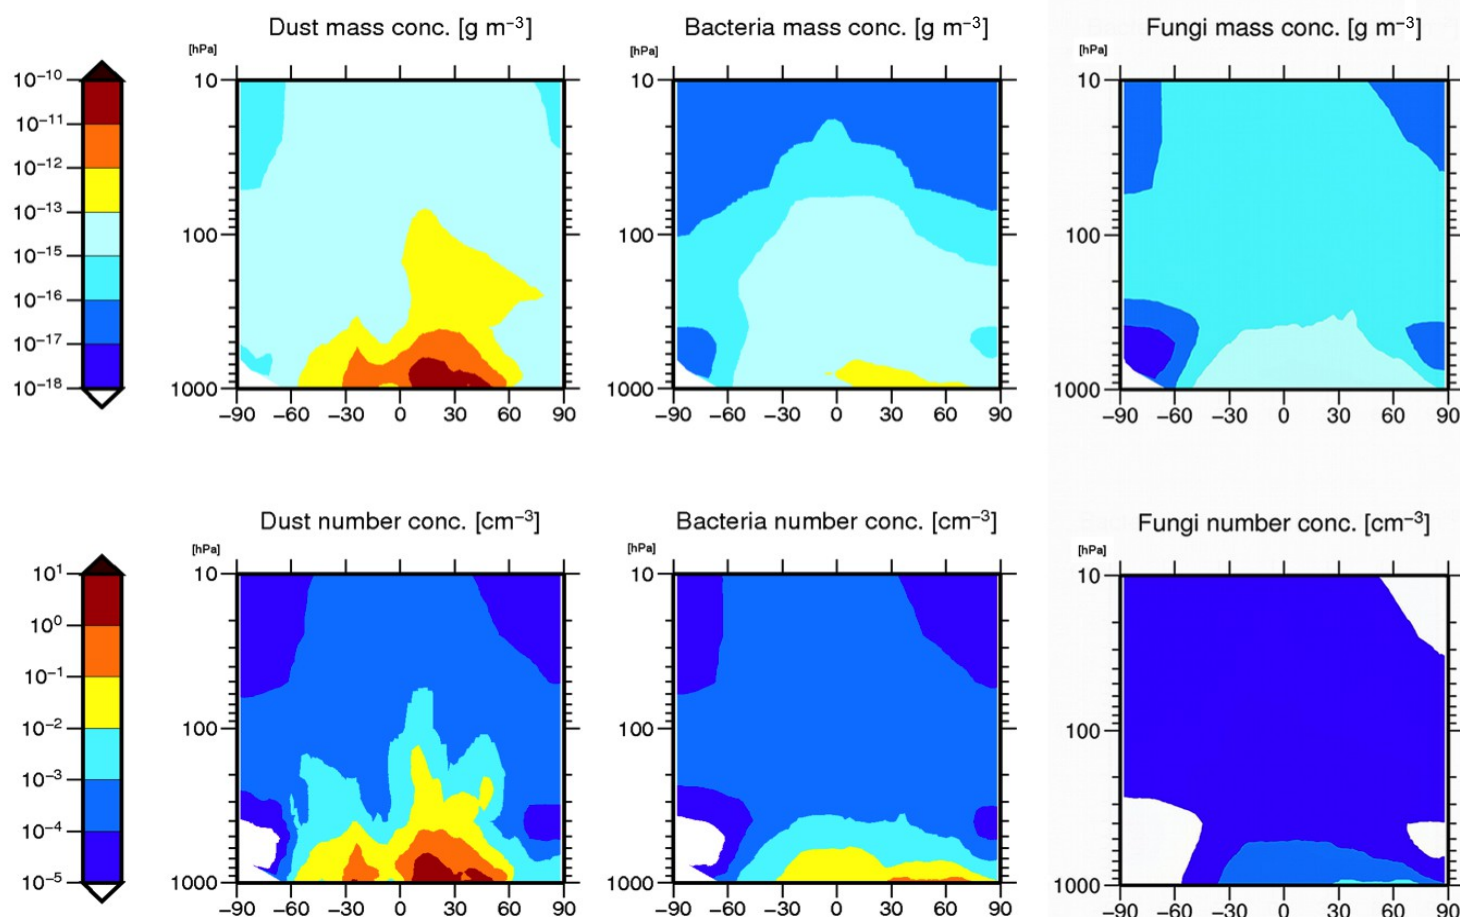 Dust mass conc. [g m⁻³]
Bacteria mass conc. [g m⁻³]
Fungi mass conc. [g m⁻³]
[hPa]
[hPa]
[hPa]
10⁻¹⁰
10⁻¹¹
10⁻¹²
10⁻¹³
10⁻¹⁵
10⁻¹⁶
10⁻¹⁷
10⁻¹⁸
10
100
1000
−90 −60 −30 0 30 60 90
10
100
1000
−90 −60 −30 0 30 60 90
10
100
1000
−90 −60 −30 0 30 60 90
Dust number conc. [cm⁻³]
Bacteria number conc. [cm⁻³]
Fungi number conc. [cm⁻³]
[hPa]
[hPa]
[hPa]
10¹
10⁰
10⁻¹
10⁻²
10⁻³
10⁻⁴
10⁻⁵
10
100
1000
−90 −60 −30 0 30 60 90
10
100
1000
−90 −60 −30 0 30 60 90
10
100
1000
−90 −60 −30 0 30 60 90